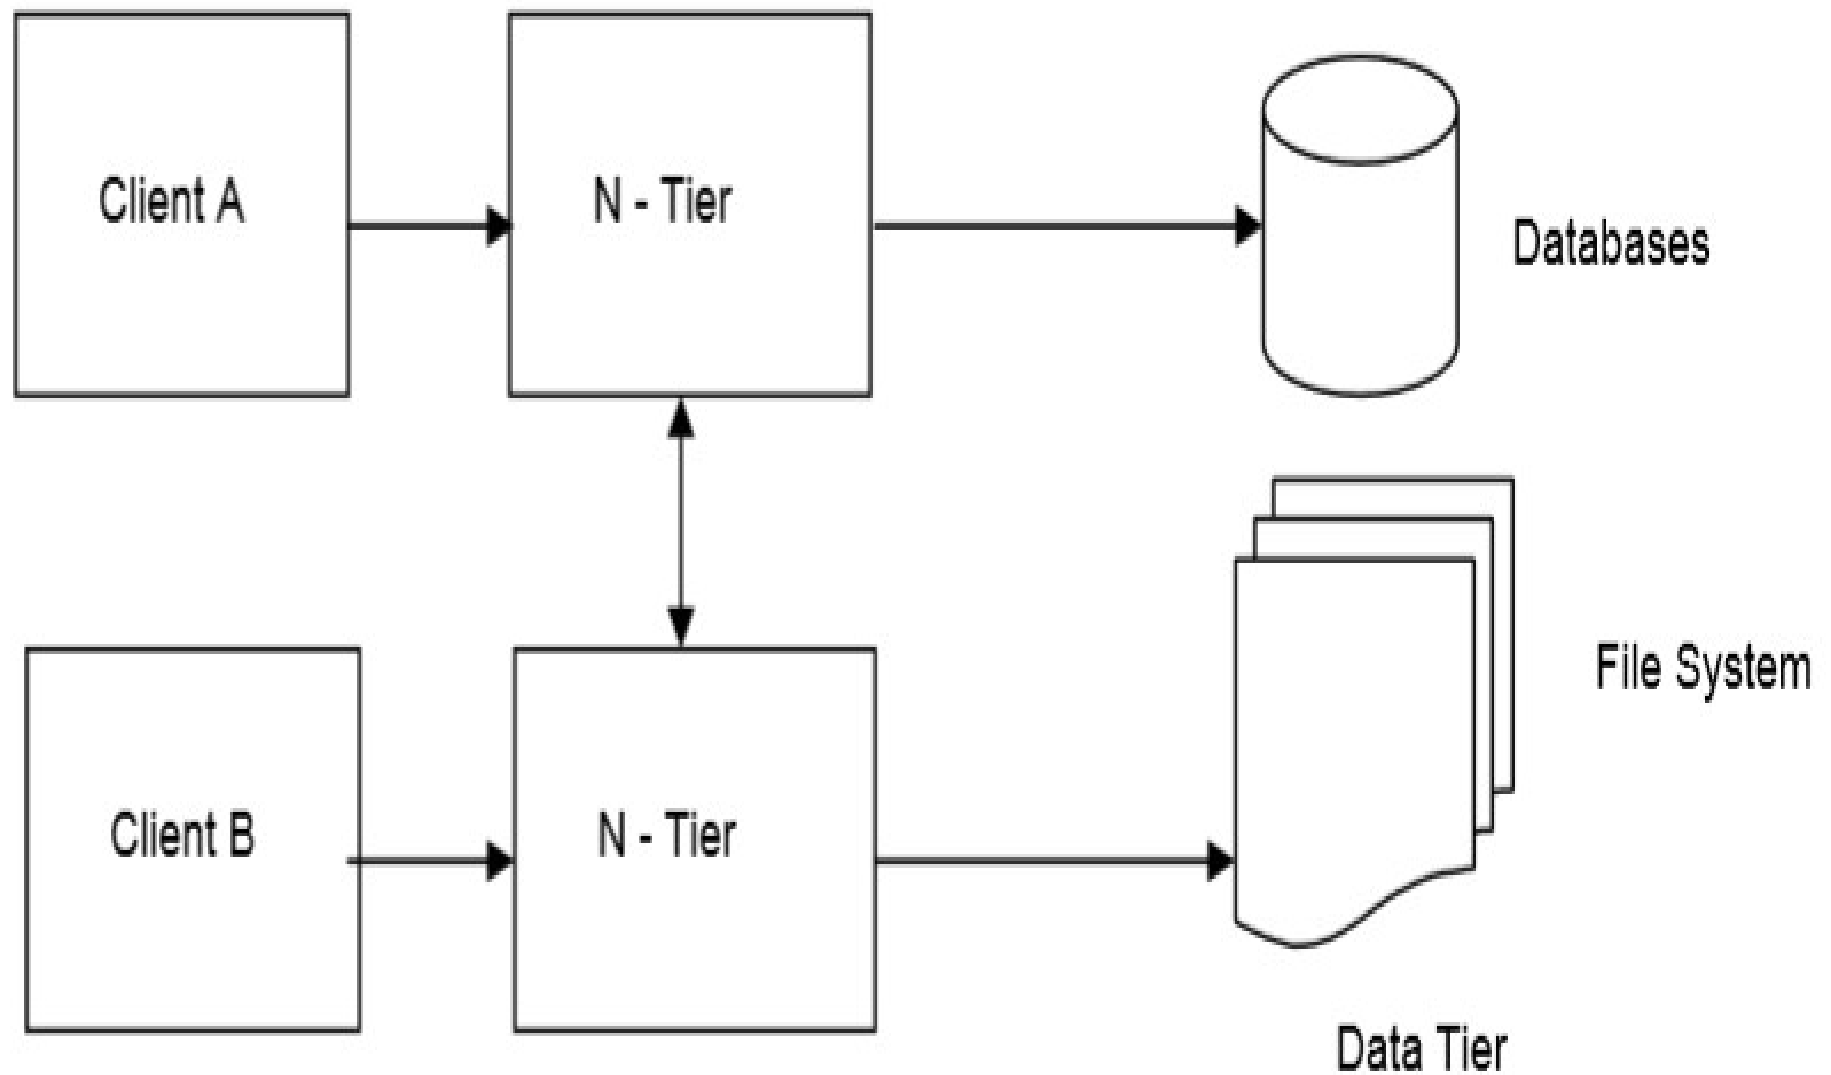 Client A
N - Tier
Databases
File System
Client B
N - Tier
Data Tier